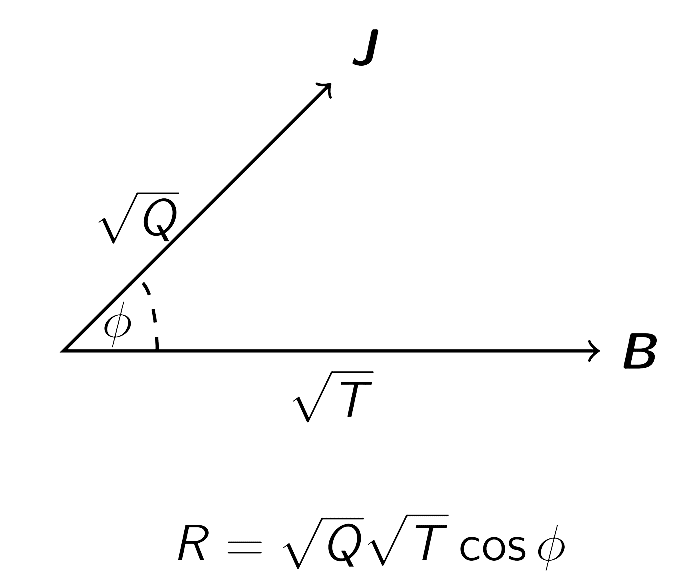 J
√Q
ϕ
B
√T
R = √Q√T cos ϕ